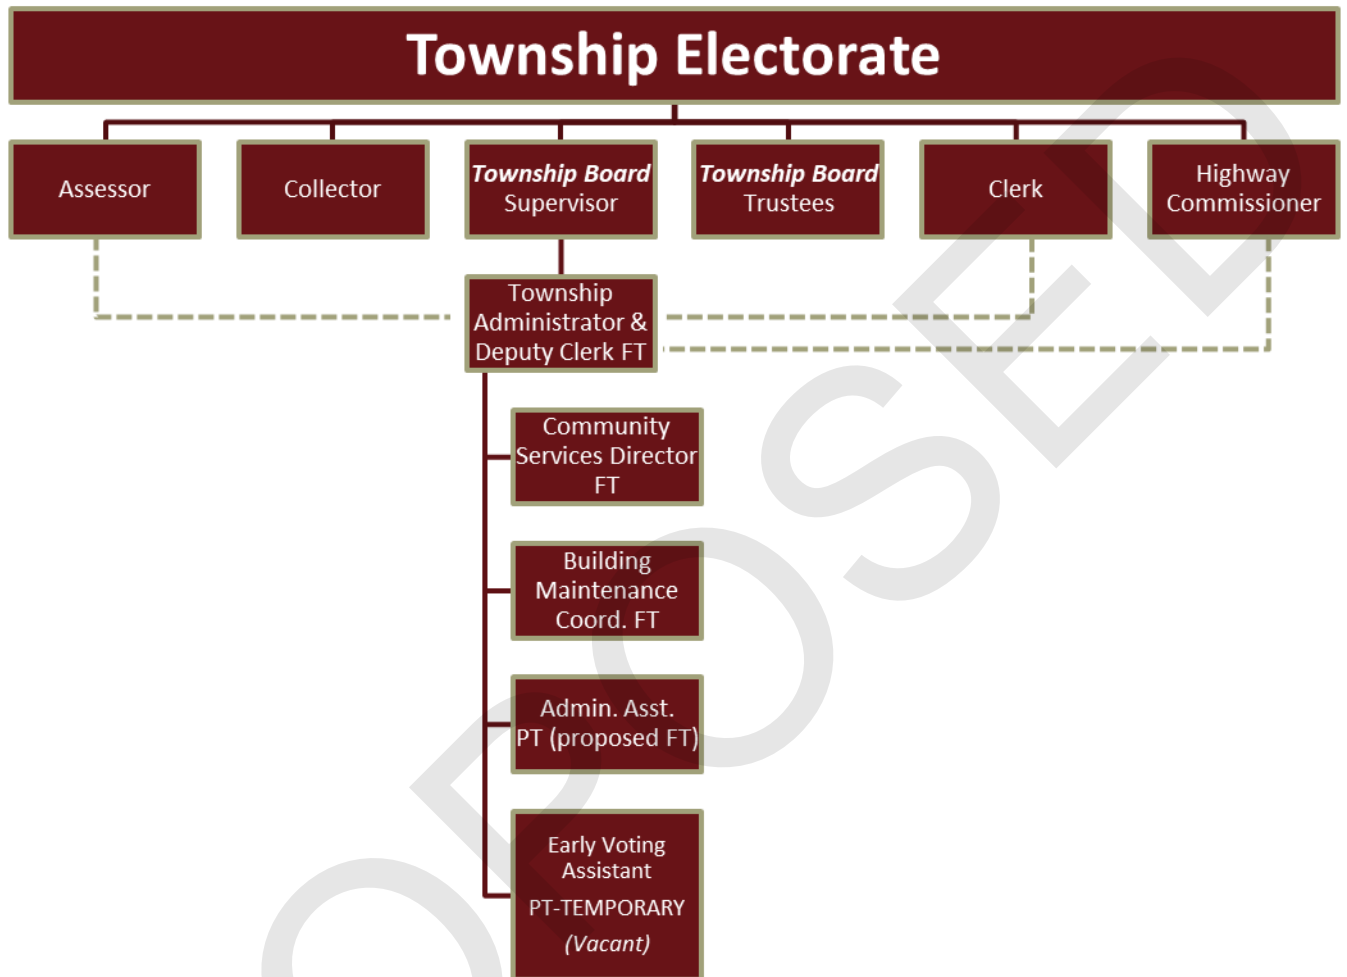 Township Electorate
Assessor
Collector
Township Board
Supervisor
Township Board
Trustees
Clerk
Highway
Commissioner
Township
Administrator &
Deputy Clerk FT
Community
Services Director
FT
Building
Maintenance
Coord. FT
Admin. Asst.
PT (proposed FT)
Early Voting
Assistant
PT-TEMPORARY
(Vacant)
OPOSED